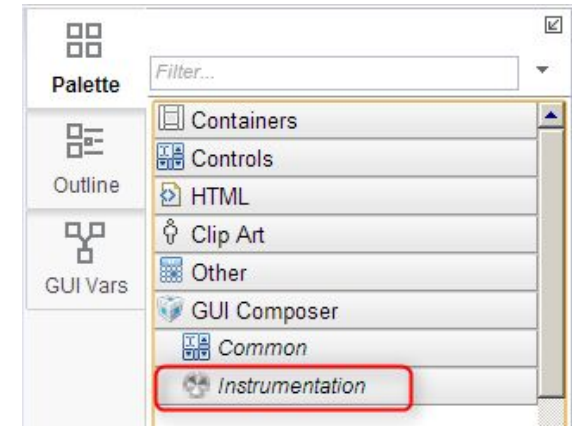 Palette
Filter...
Containers
Controls
Outline
HTML
Clip Art
GUI Vars
Other
GUI Composer
Common
Instrumentation